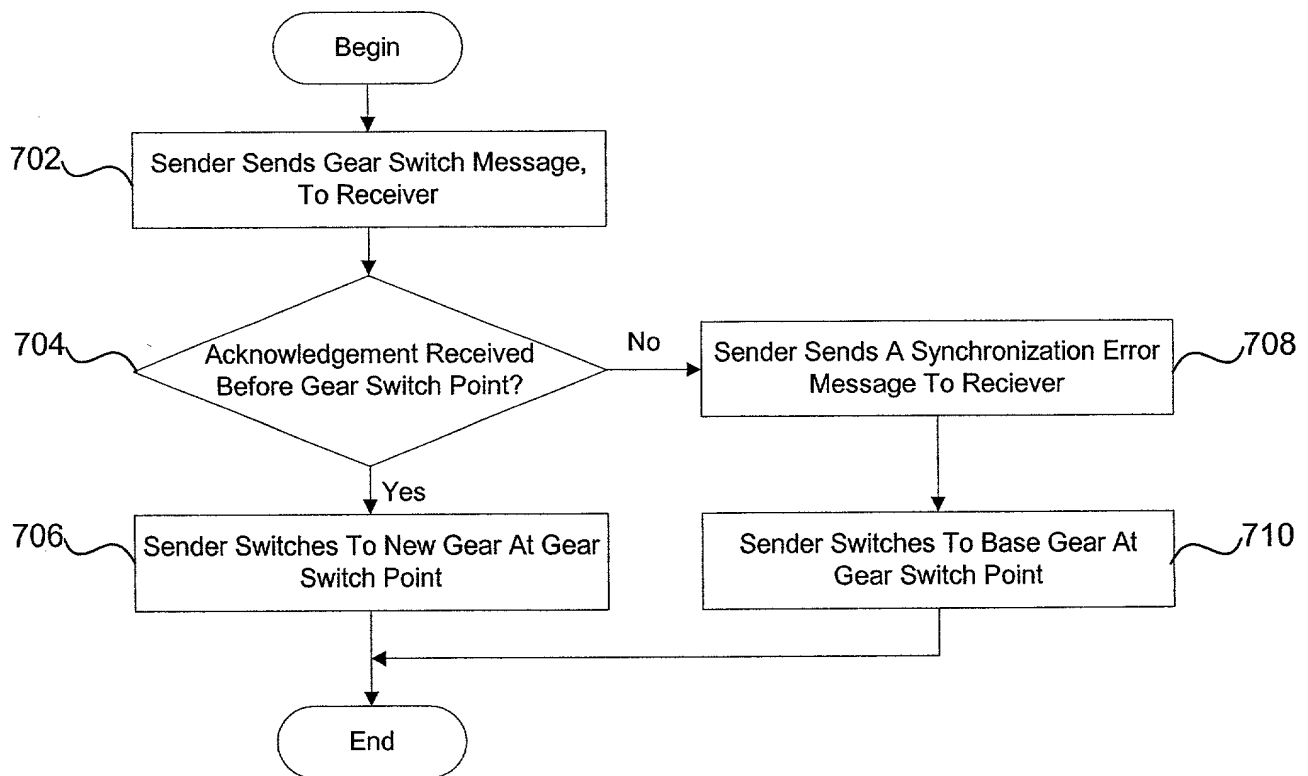 Begin
702
Sender Sends Gear Switch Message,
To Receiver
704
Acknowledgement Received
Before Gear Switch Point?
No
Sender Sends A Synchronization Error
Message To Reciever
708
Yes
706
Sender Switches To New Gear At Gear
Switch Point
Sender Switches To Base Gear At
Gear Switch Point
710
End